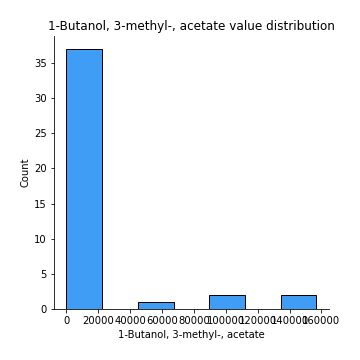 1-Butanol, 3-methyl-, acetate value distribution
35
30
25
20
15
10
5
0
Count
0 20000 40000 60000 80000 100000 120000 140000 160000
1-Butanol, 3-methyl-, acetate